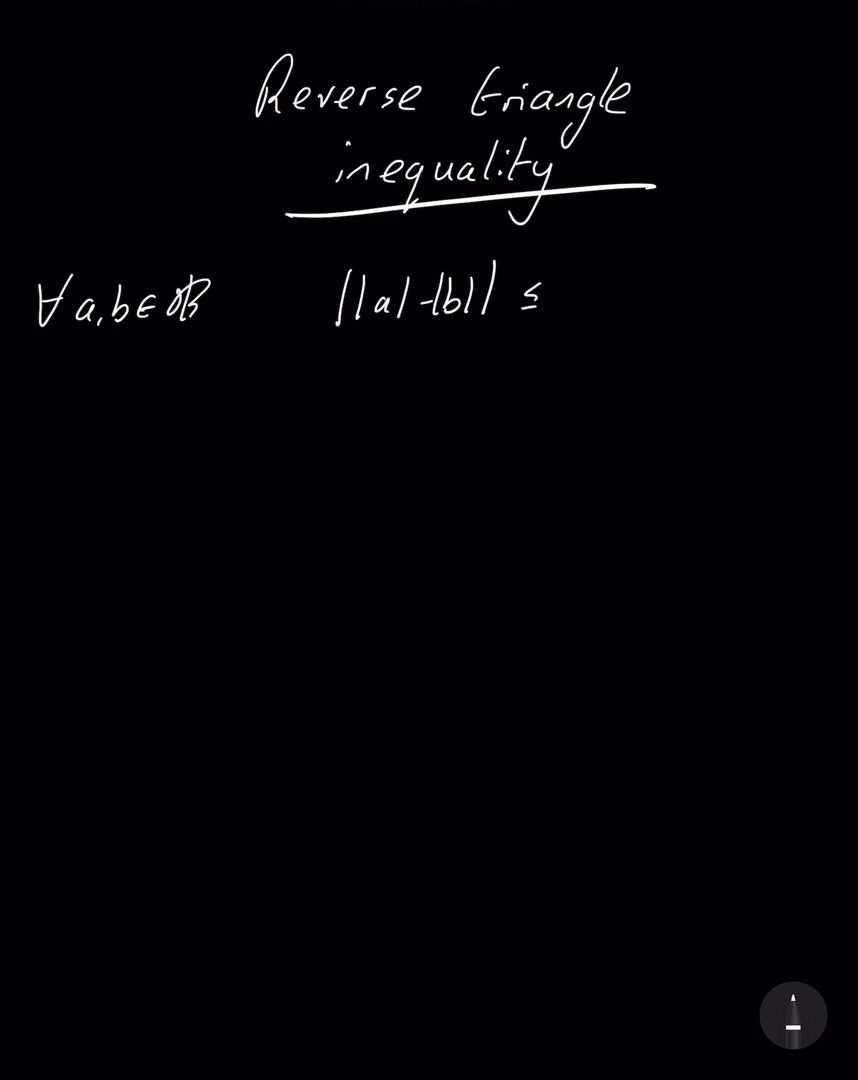 Reverse triangle
inequality
∀ a, b ∈ ℝ ||a| - |b|| ≤